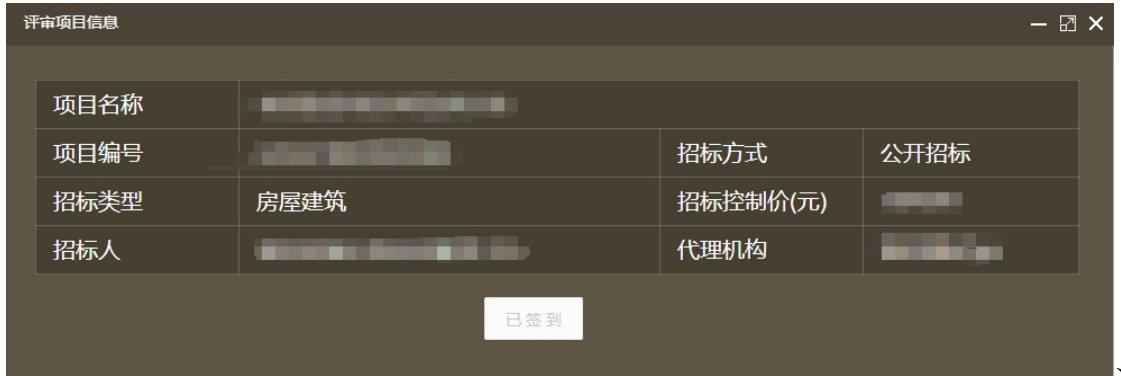 评审项目信息
项目名称
项目编号 招标方式 公开招标
招标类型 房屋建筑 招标控制价(元)
招标人 代理机构
已签到